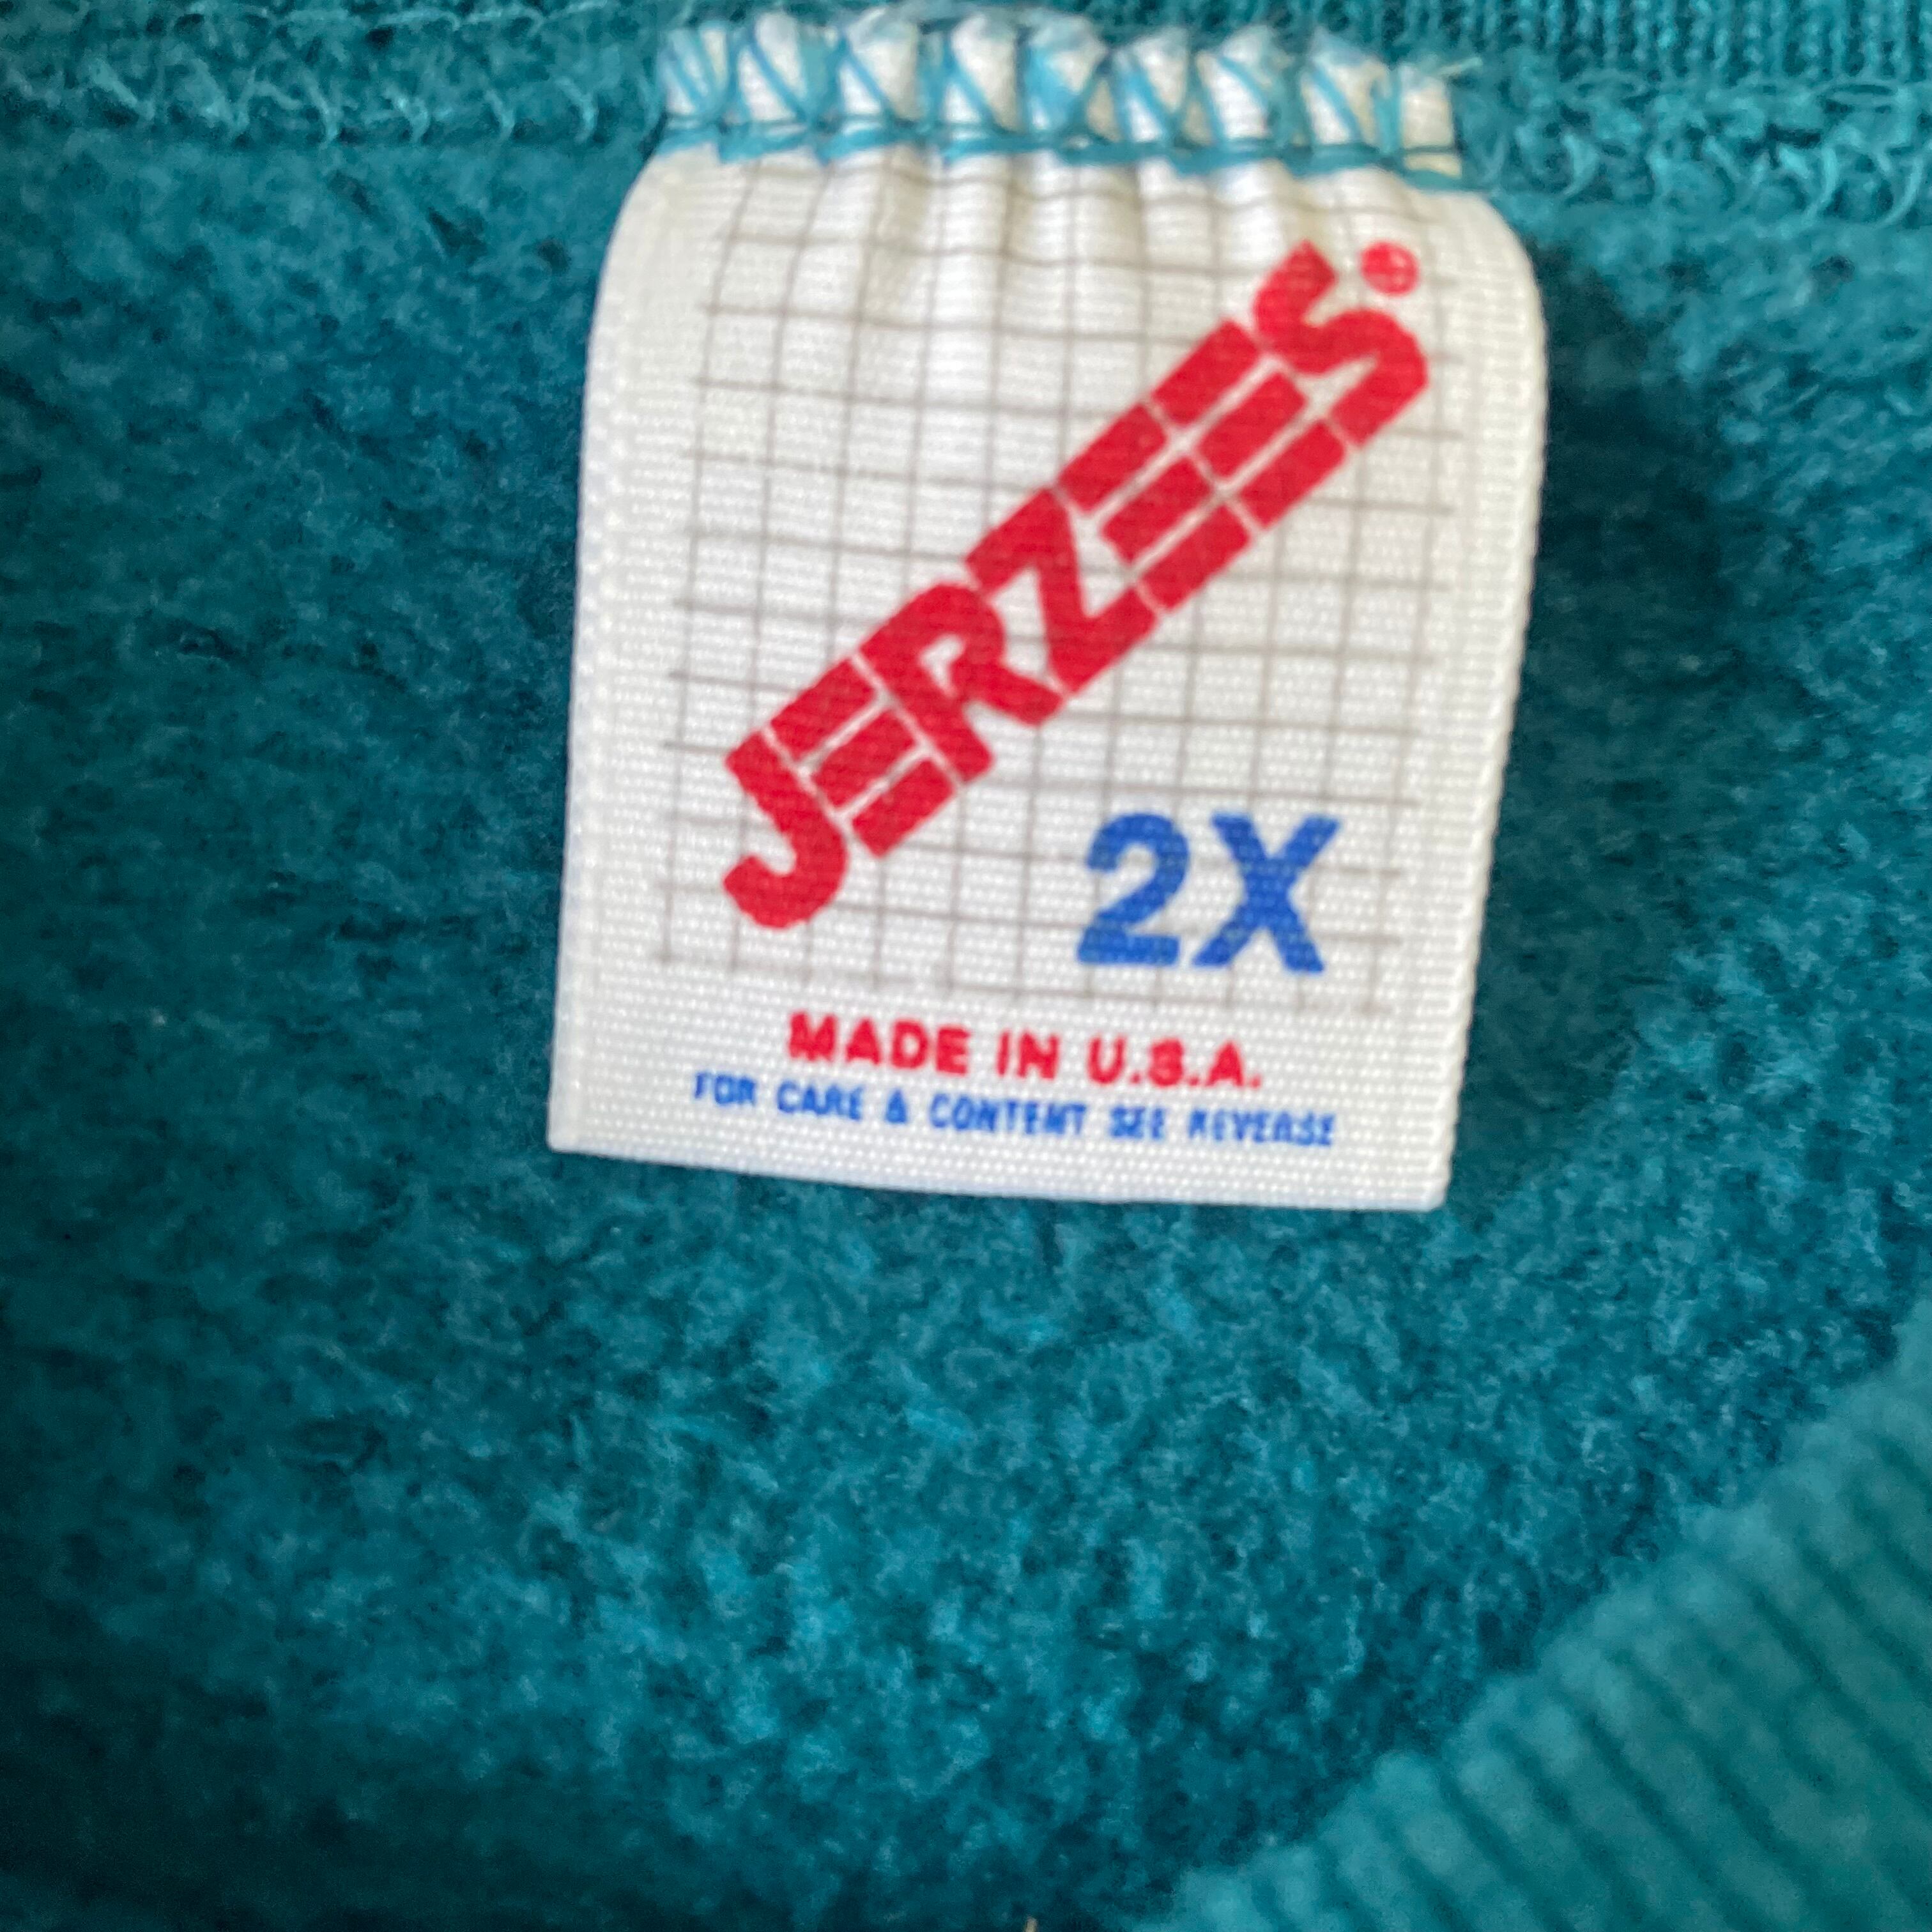 JERZEES®
2X
MADE IN U.S.A.
FOR CARE & CONTENT SEE REVERSE